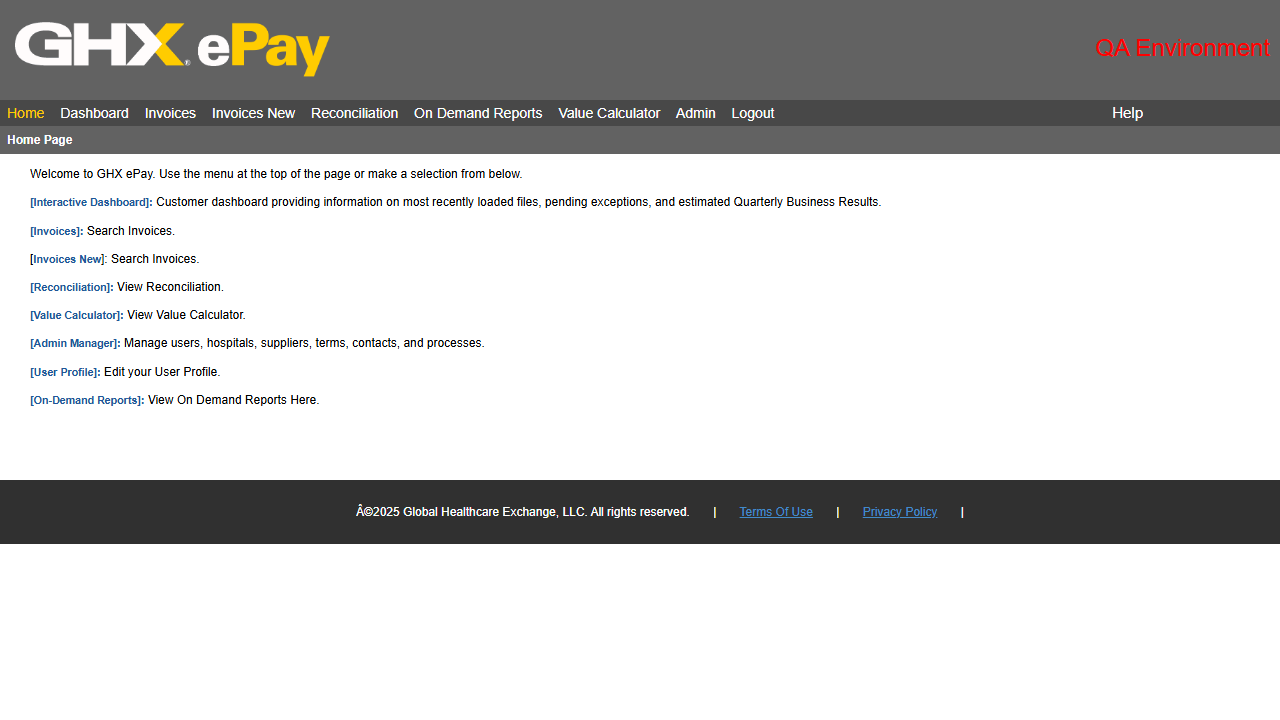 GHX® ePay
QA Environment
Home Dashboard Invoices Invoices New Reconciliation On Demand Reports Value Calculator Admin Logout Help
Home Page
Welcome to GHX ePay. Use the menu at the top of the page or make a selection from below.
[Interactive Dashboard]: Customer dashboard providing information on most recently loaded files, pending exceptions, and estimated Quarterly Business Results.
[Invoices]: Search Invoices.
[Invoices New]: Search Invoices.
[Reconciliation]: View Reconciliation.
[Value Calculator]: View Value Calculator.
[Admin Manager]: Manage users, hospitals, suppliers, terms, contacts, and processes.
[User Profile]: Edit your User Profile.
[On-Demand Reports]: View On Demand Reports Here.
Â©2025 Global Healthcare Exchange, LLC. All rights reserved. | Terms Of Use | Privacy Policy |